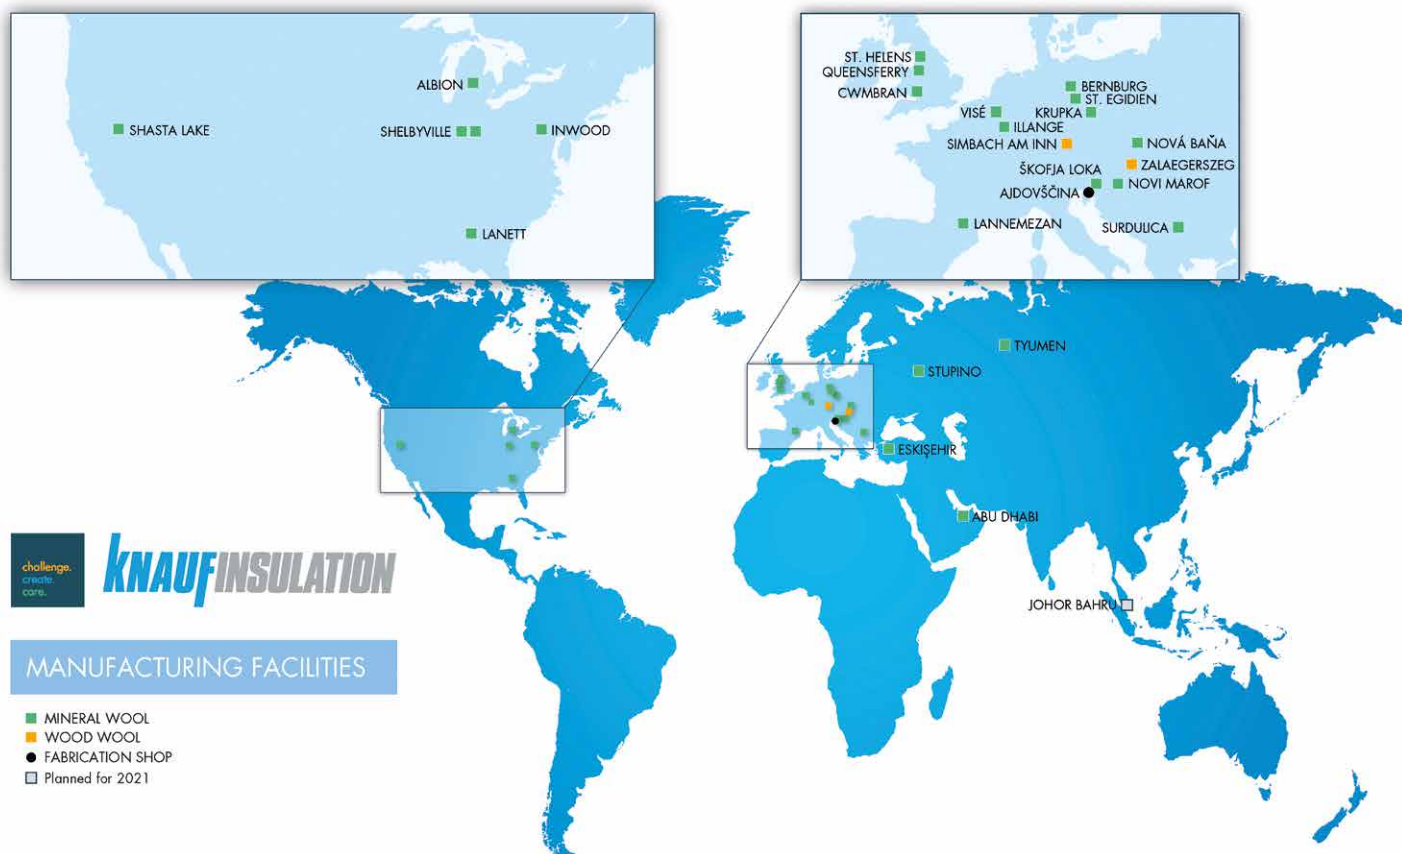 ALBION
SHASTA LAKE
SHELBYVILLE
INWOOD
LANETT
ST. HELENS
QUEENSFERRY
CWMBRAN
BERNBURG
ST. EGIDIEN
VISÉ
KRUPKA
ILLANGE
SIMBACH AM INN
NOVÁ BAŇA
ZALAEGERSZEG
ŠKOFJA LOKA
NOVI MAROF
AJDOVŠČINA
LANNEMEZAN
SURDULICA
TYUMEN
STUPINO
ESKIŞEHIR
ABU DHABI
JOHOR BAHRU
challenge.
create.
care.
KNAUFINSULATION
MANUFACTURING FACILITIES
MINERAL WOOL
WOOD WOOL
FABRICATION SHOP
Planned for 2021